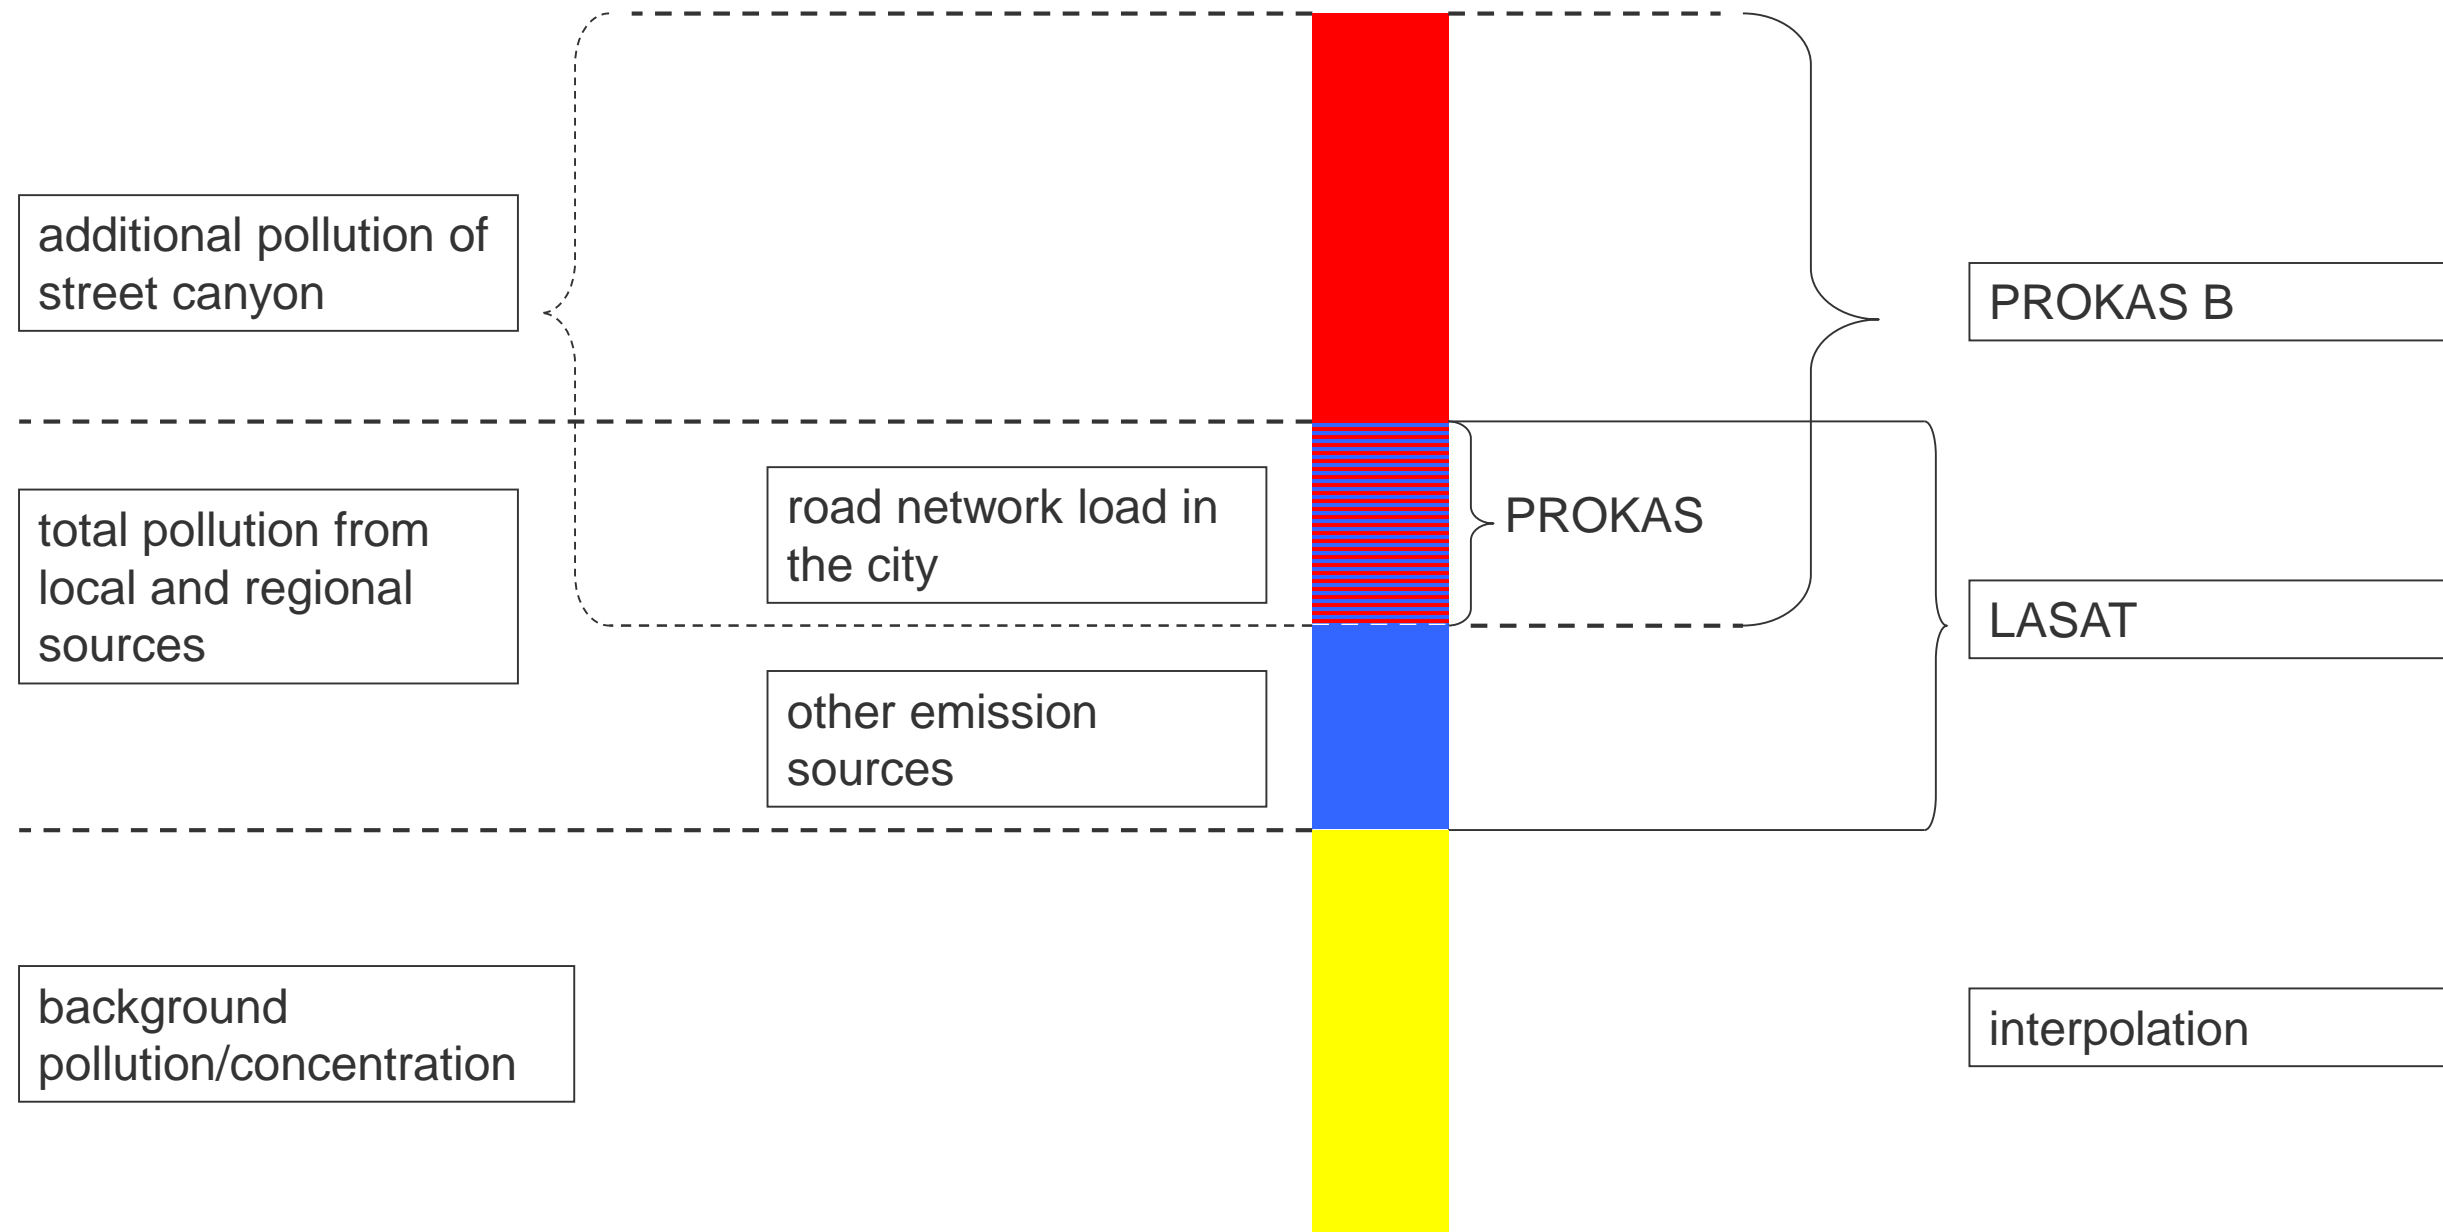 additional pollution of
street canyon
PROKAS B
road network load in
the city
PROKAS
total pollution from
local and regional
sources
LASAT
other emission
sources
background
pollution/concentration
interpolation